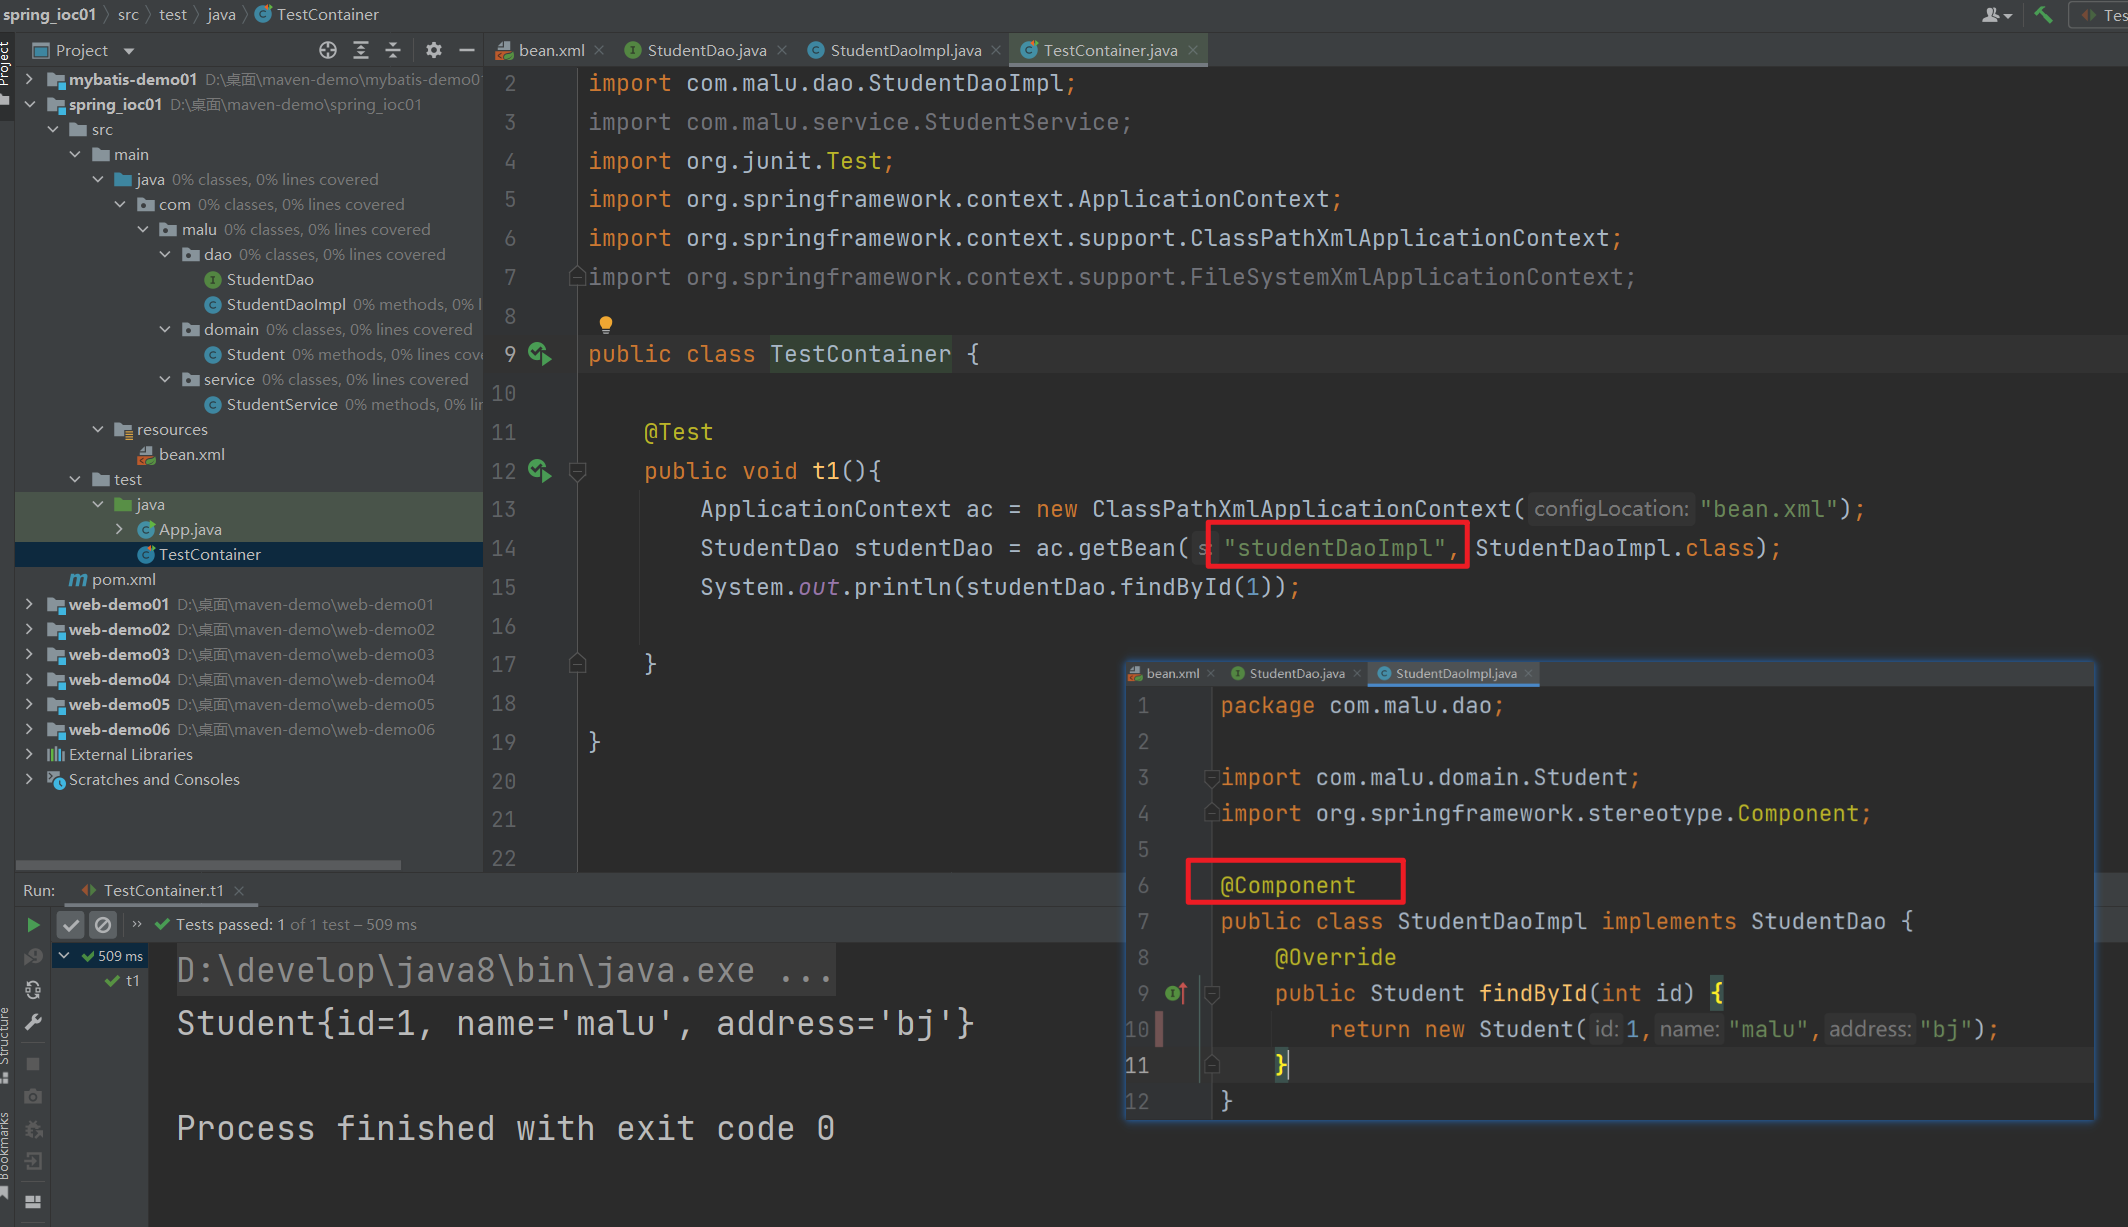 spring_ioc01 src test java TestContainer Tes
Project
Project
bean.xml StudentDao.java StudentDaoImpl.java TestContainer.java
mybatis-demo01 D:\桌面\maven-demo\mybatis-demo01
spring_ioc01 D:\桌面\maven-demo\spring_ioc01
src
main
java 0% classes, 0% lines covered
com 0% classes, 0% lines covered
malu 0% classes, 0% lines covered
dao 0% classes, 0% lines covered
StudentDao
StudentDaoImpl 0% methods, 0% l
domain 0% classes, 0% lines covered
Student 0% methods, 0% lines cov
service 0% classes, 0% lines covered
StudentService 0% methods, 0% lin
resources
bean.xml
test
java
App.java
TestContainer
pom.xml
web-demo01 D:\桌面\maven-demo\web-demo01
web-demo02 D:\桌面\maven-demo\web-demo02
web-demo03 D:\桌面\maven-demo\web-demo03
web-demo04 D:\桌面\maven-demo\web-demo04
web-demo05 D:\桌面\maven-demo\web-demo05
web-demo06 D:\桌面\maven-demo\web-demo06
External Libraries
Scratches and Consoles
2 import com.malu.dao.StudentDaoImpl;
3 import com.malu.service.StudentService;
4 import org.junit.Test;
5 import org.springframework.context.ApplicationContext;
6 import org.springframework.context.support.ClassPathXmlApplicationContext;
7 import org.springframework.context.support.FileSystemXmlApplicationContext;
8
9 public class TestContainer {
10
11 @Test
12 public void t1(){
13 ApplicationContext ac = new ClassPathXmlApplicationContext( configLocation: "bean.xml");
14 StudentDao studentDao = ac.getBean( s: "studentDaoImpl", StudentDaoImpl.class);
15 System.out.println(studentDao.findById(1));
16
17 }
18
19 }
20
21
22
bean.xml StudentDao.java StudentDaoImpl.java
1 package com.malu.dao;
2
3 import com.malu.domain.Student;
4 import org.springframework.stereotype.Component;
5
6 @Component
7 public class StudentDaoImpl implements StudentDao {
8 @Override
9 public Student findById(int id) {
10 return new Student( id: 1, name: "malu", address: "bj");
11 }
12 }
Run: TestContainer.t1
Tests passed: 1 of 1 test – 509 ms
509 ms
t1
D:\develop\java8\bin\java.exe ...
Student{id=1, name='malu', address='bj'}
Process finished with exit code 0
Structure
Bookmarks